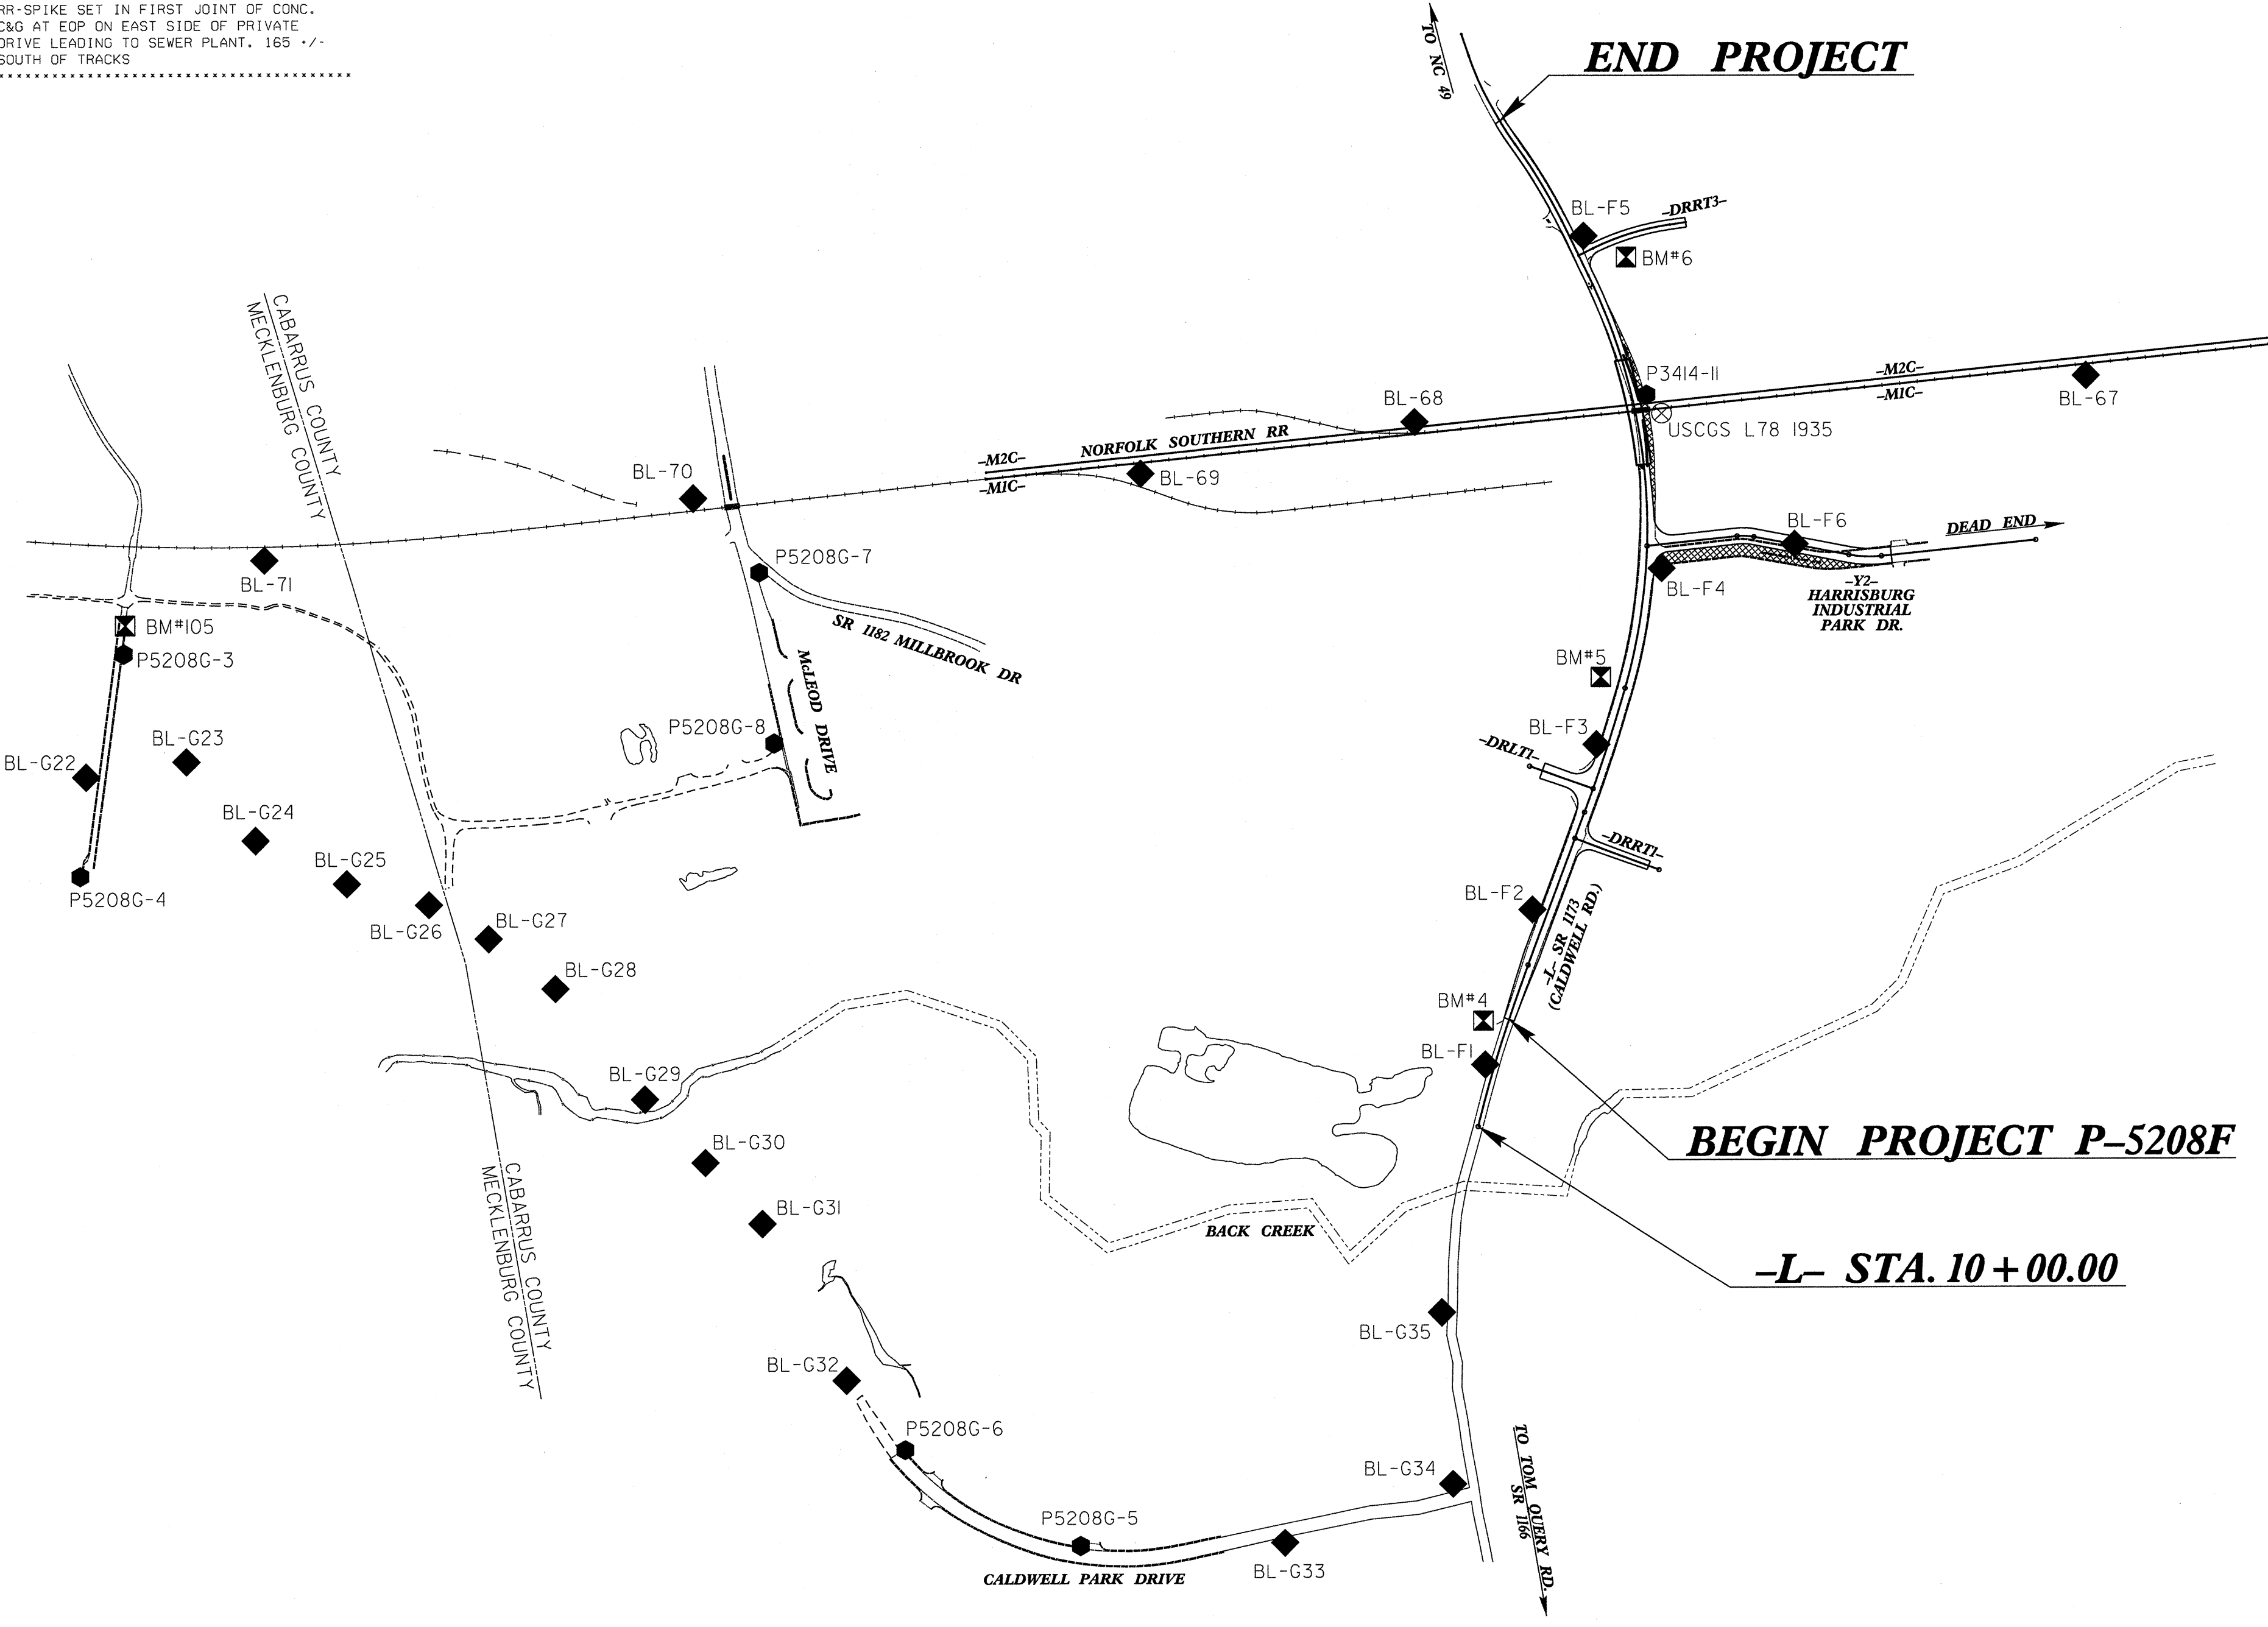 RR-SPIKE SET IN FIRST JOINT OF CONC.
C&G AT EOP ON EAST SIDE OF PRIVATE
DRIVE LEADING TO SEWER PLANT. 165 +/-
SOUTH OF TRACKS
TO NC 49
END PROJECT
BL-F5
-DRRT3-
BM#6
CABARRUS COUNTY
MECKLENBURG COUNTY
P3414-11
-M2C-
-M1C-
BL-67
BL-68
USCGS L78 1935
NORFOLK SOUTHERN RR
-M2C-
-M1C-
BL-69
BL-70
BL-F6
DEAD END
BL-71
P5208G-7
BL-F4
-Y2-
HARRISBURG
INDUSTRIAL
PARK DR.
BM#105
P5208G-3
SR 1182 MILLBROOK DR
BM#5
McLEOD DRIVE
P5208G-8
BL-F3
-DRLT1-
BL-G23
BL-G22
BL-G24
-DRRT1-
BL-G25
P5208G-4
BL-F2
BL-G26
BL-G27
-L- SR 1173
(CALDWELL RD.)
BL-G28
BM#4
BL-F1
BL-G29
BEGIN PROJECT P-5208F
BL-G30
CABARRUS COUNTY
MECKLENBURG COUNTY
BL-G31
BACK CREEK
-L- STA. 10+00.00
BL-G35
BL-G32
P5208G-6
BL-G34
TO TOM QUERY RD.
SR 1166
P5208G-5
BL-G33
CALDWELL PARK DRIVE